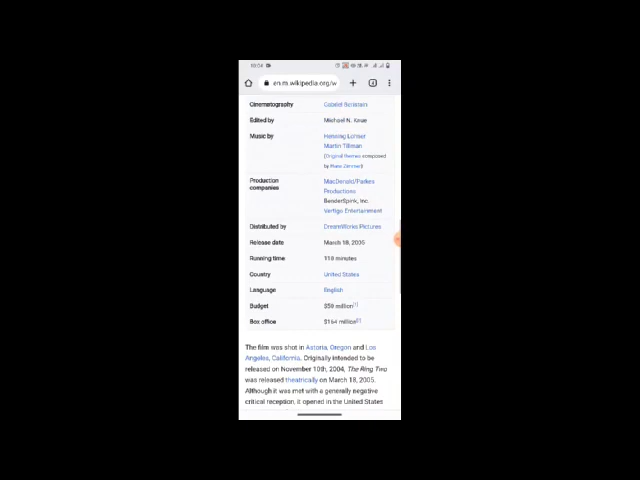 en.m.wikipedia.org/w
Cinematography Gabriel Beristain
Edited by Michael N. Knue
Music by Henning Lohner
Martin Tillman
(Original themes composed
by Hans Zimmer)
Production MacDonald/Parkes
companies Productions
BenderSpink, Inc.
Vertigo Entertainment
Distributed by DreamWorks Pictures
Release date March 18, 2005
Running time 110 minutes
Country United States
Language English
Budget $50 million[1]
Box office $164 million[2]
The film was shot in Astoria, Oregon and Los
Angeles, California. Originally intended to be
released on November 10th, 2004, The Ring Two
was released theatrically on March 18, 2005.
Although it was met with a generally negative
critical reception, it opened in the United States